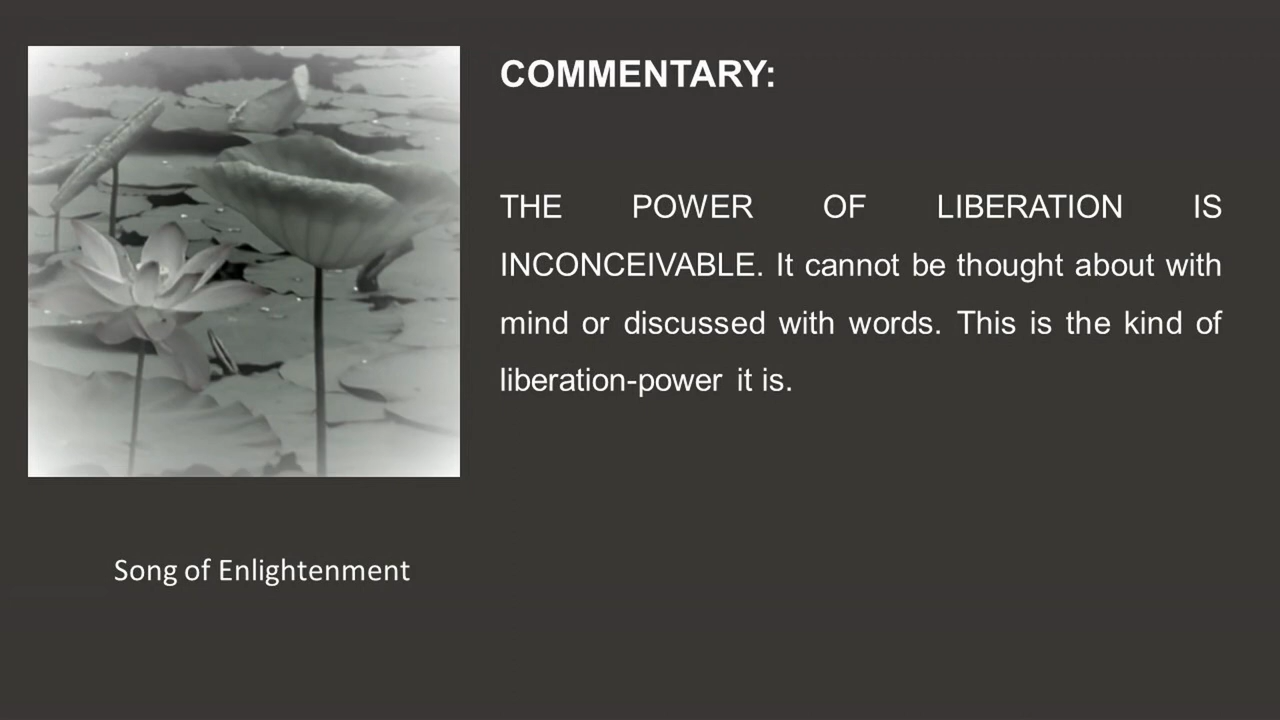 COMMENTARY:
THE POWER OF LIBERATION IS
INCONCEIVABLE. It cannot be thought about with
mind or discussed with words. This is the kind of
liberation-power it is.
Song of Enlightenment